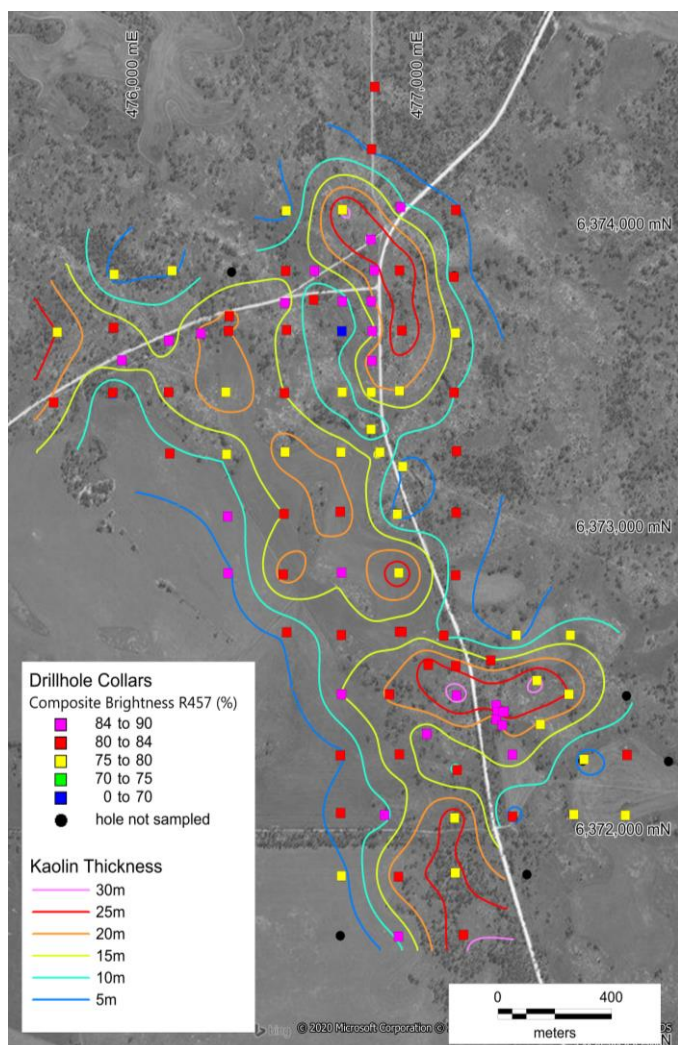 476,000 mE
477,000 mE
6,374,000 mN
6,373,000 mN
6,372,000 mN
Drillhole Collars
Composite Brightness R457 (%)
84 to 90
80 to 84
75 to 80
70 to 75
0 to 70
hole not sampled
Kaolin Thickness
30m
25m
20m
15m
10m
5m
0 400
meters
bing © 2020 Microsoft Corporation ©